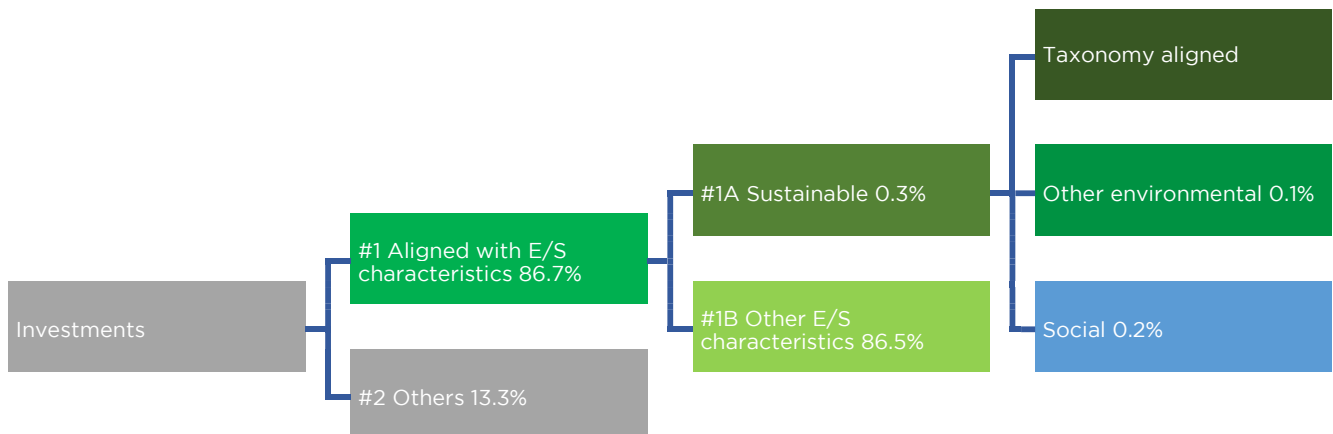 Taxonomy aligned
#1A Sustainable 0.3%
Other environmental 0.1%
#1 Aligned with E/S
characteristics 86.7%
Investments
#1B Other E/S
characteristics 86.5%
Social 0.2%
#2 Others 13.3%